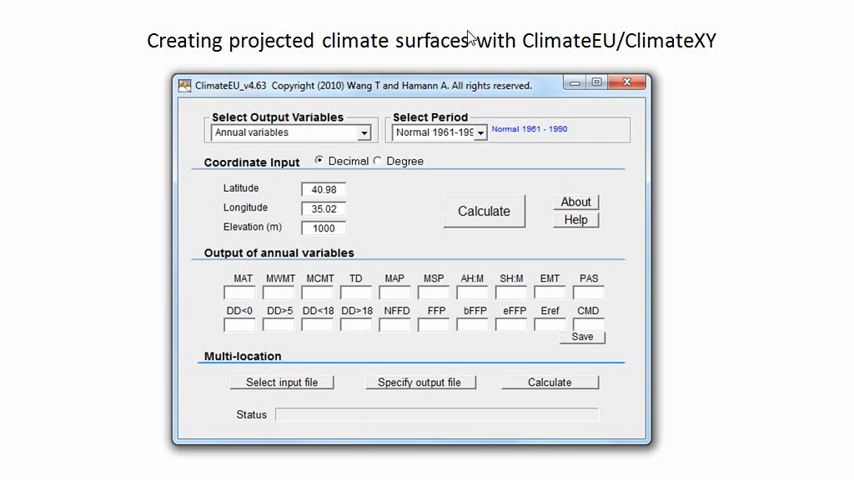 Creating projected climate surfaces with ClimateEU/ClimateXY
ClimateEU_v4.63 Copyright (2010) Wang T and Hamann A. All rights reserved.
Select Output Variables Select Period
Annual variables Normal 1961-199 Normal 1961 - 1990
Coordinate Input Decimal Degree
Latitude 40.98
Longitude 35.02
Elevation (m) 1000
Calculate
About
Help
Output of annual variables
MAT MWMT MCMT TD MAP MSP AH:M SH:M EMT PAS
DD<0 DD>5 DD<18 DD>18 NFFD FFP bFFP eFFP Eref CMD
Save
Multi-location
Select input file Specify output file Calculate
Status